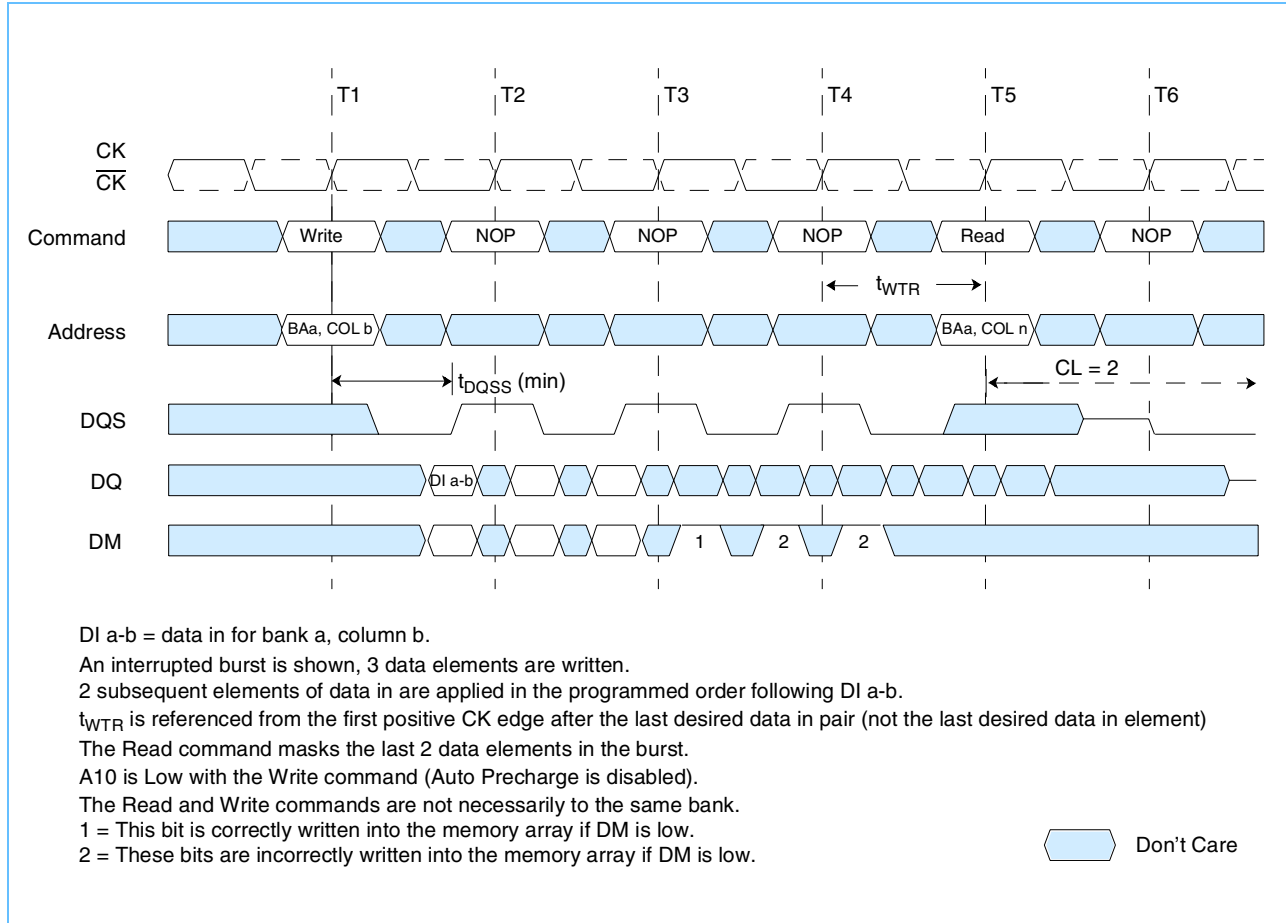 T1 T2 T3 T4 T5 T6
CK
CK
Command Write NOP NOP NOP Read NOP
tWTR
Address BAa, COL b BAa, COL n
tDQSS (min) CL = 2
DQS
DQ DI a-b
DM 1 2 2
DI a-b = data in for bank a, column b.
An interrupted burst is shown, 3 data elements are written.
2 subsequent elements of data in are applied in the programmed order following DI a-b.
tWTR is referenced from the first positive CK edge after the last desired data in pair (not the last desired data in element)
The Read command masks the last 2 data elements in the burst.
A10 is Low with the Write command (Auto Precharge is disabled).
The Read and Write commands are not necessarily to the same bank.
1 = This bit is correctly written into the memory array if DM is low.
2 = These bits are incorrectly written into the memory array if DM is low.
Don't Care